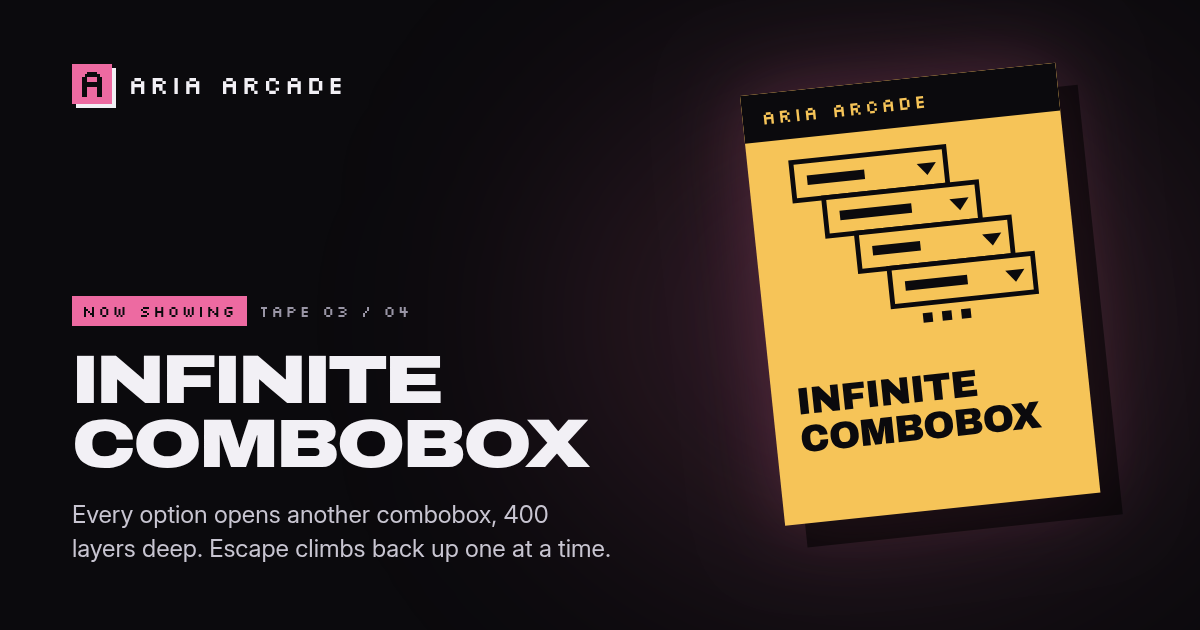 A ARIA ARCADE
NOW SHOWING TAPE 03 / 04
INFINITE
COMBOBOX
Every option opens another combobox, 400
layers deep. Escape climbs back up one at a time.
ARIA ARCADE
INFINITE
COMBOBOX